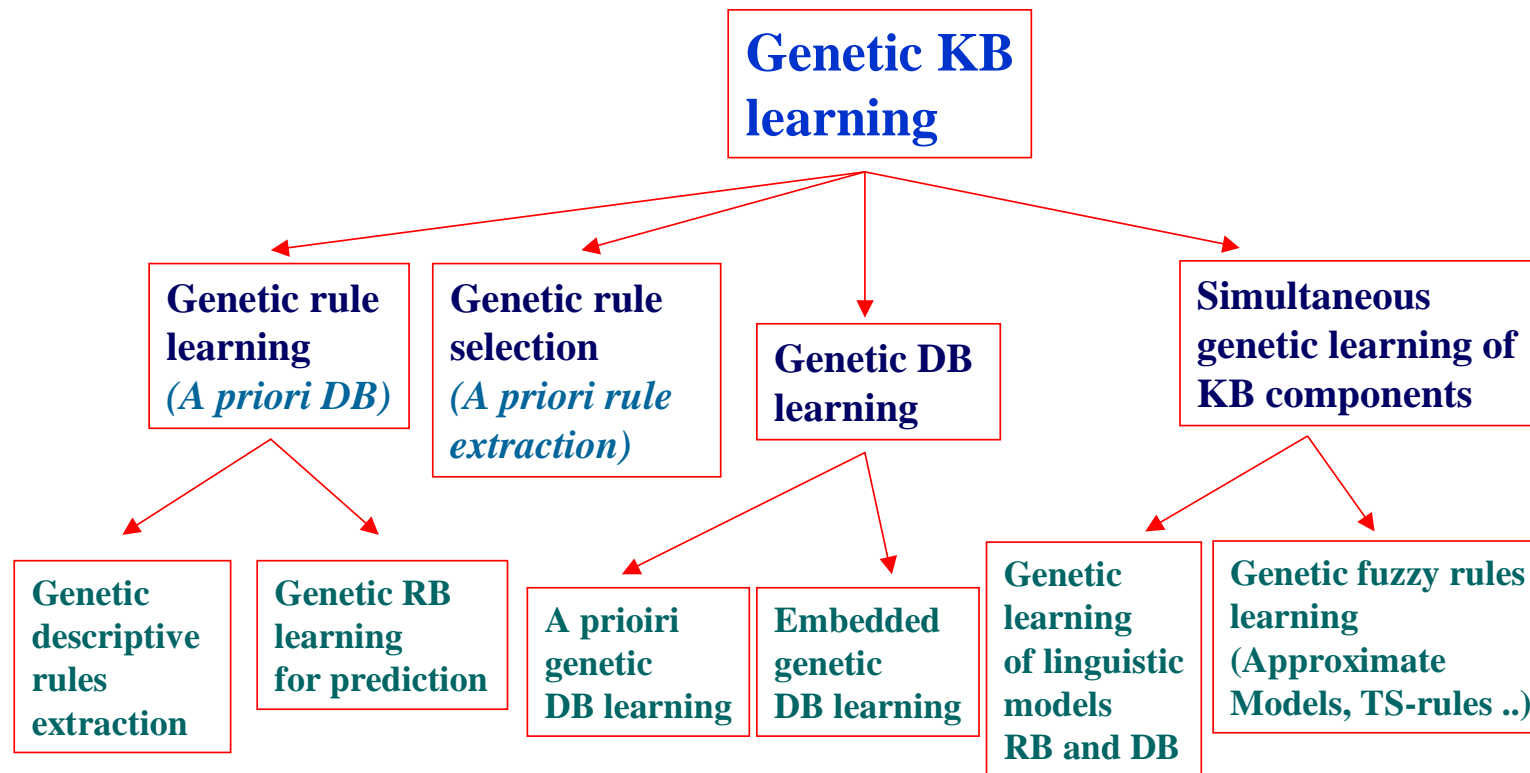 Genetic KB
learning
Genetic rule
learning
(A priori DB)
Genetic rule
selection
(A priori rule
extraction)
Genetic DB
learning
Simultaneous
genetic learning of
KB components
Genetic
descriptive
rules
extraction
Genetic RB
learning
for prediction
A prioiri
genetic
DB learning
Embedded
genetic
DB learning
Genetic
learning
of linguistic
models
RB and DB
Genetic fuzzy rules
learning
(Approximate
Models, TS-rules ..)